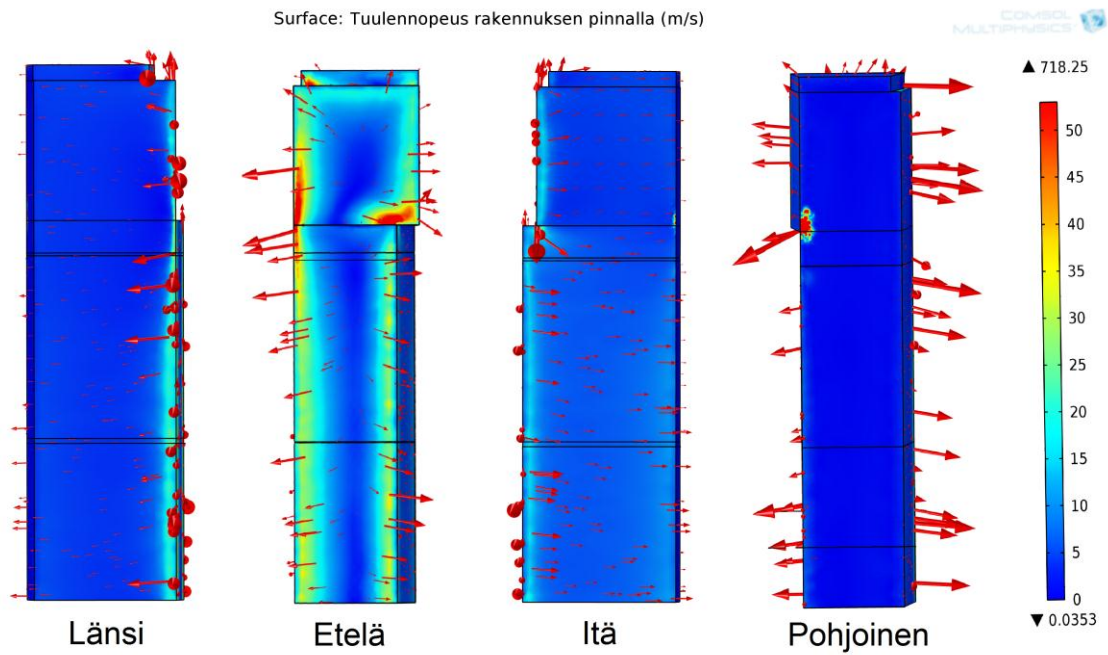 Surface: Tuulennopeus rakennuksen pinnalla (m/s)
COMSOL
MULTIPHYSICS
▲ 718.25
50
45
40
35
30
25
20
15
10
5
0
▼ 0.0353
Länsi
Etelä
Itä
Pohjoinen